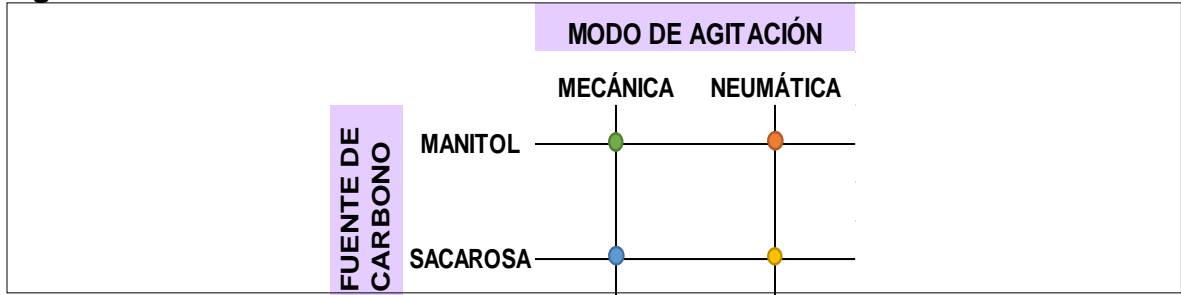 MODO DE AGITACIÓN
MECÁNICA NEUMÁTICA
FUENTE DE
CARBONO
MANITOL
SACAROSA